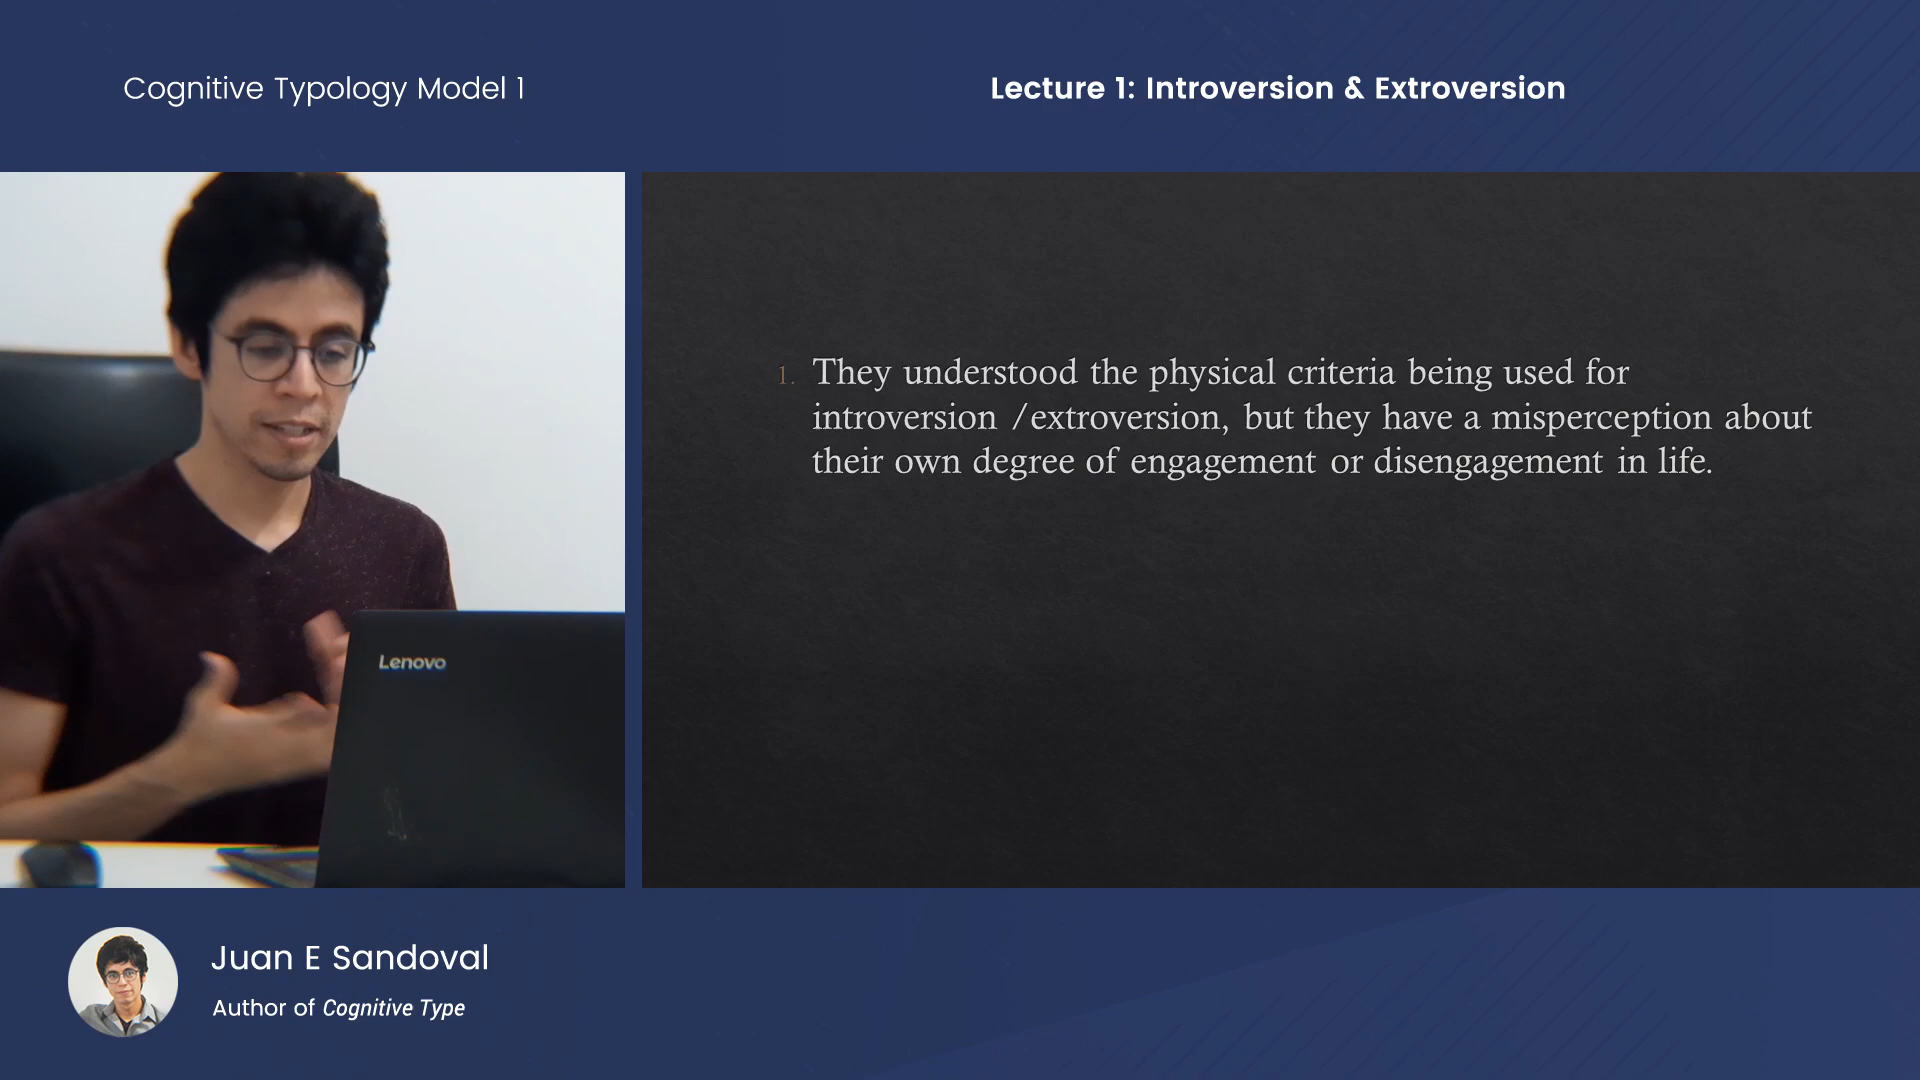 Cognitive Typology Model 1
Lecture 1: Introversion & Extroversion
Lenovo
1. They understood the physical criteria being used for
introversion /extroversion, but they have a misperception about
their own degree of engagement or disengagement in life.
Juan E Sandoval
Author of Cognitive Type